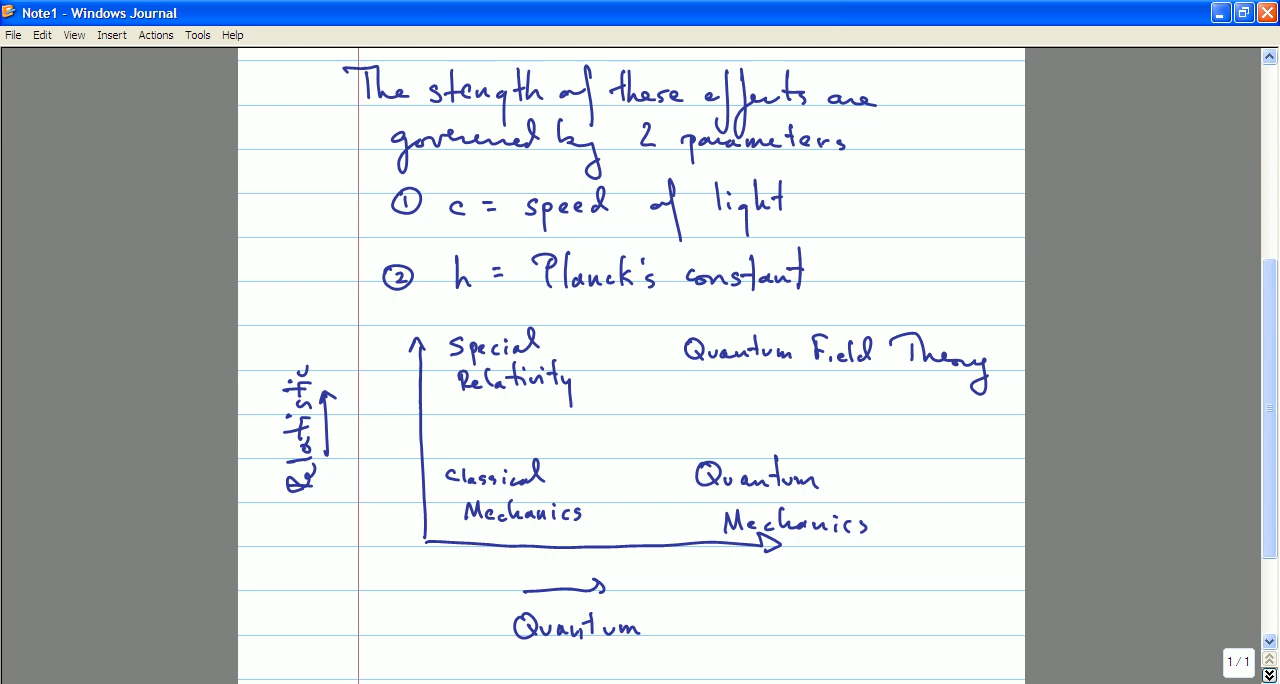 Note1 - Windows Journal
File Edit View Insert Actions Tools Help
The stength of these effects are
governed by 2 parameters
① c = speed of light
② h = Planck's constant
Special
Relativity
Quantum Field Theory
Relativistic
Classical
Mechanics
Quantum
Mechanics
Quantum
1 / 1